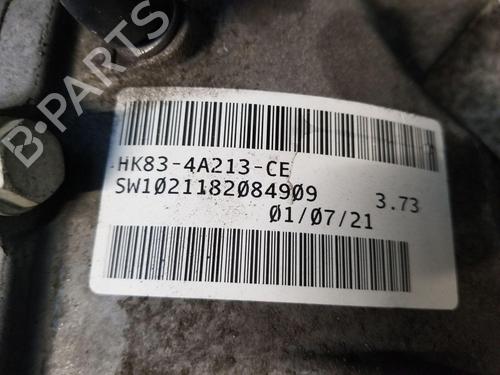 B-PARTS
HK83-4A213-CE
SW1021182084909 3.73
01/07/21